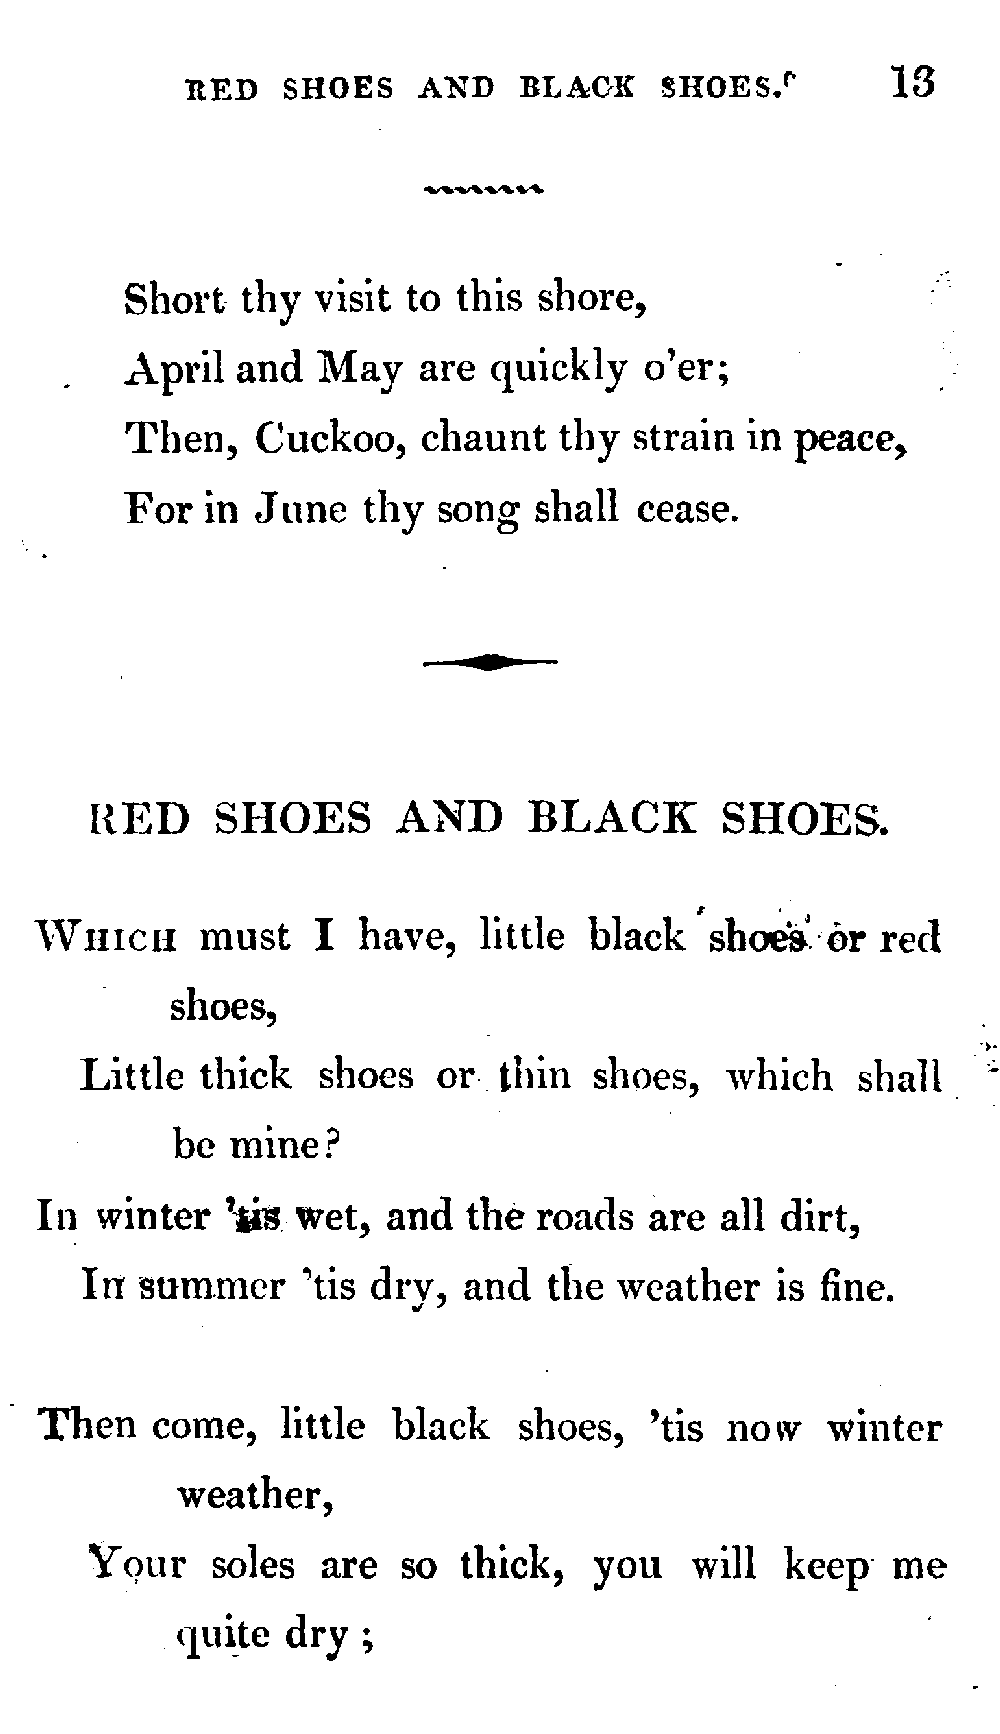 RED SHOES AND BLACK SHOES. 13
Short thy visit to this shore,
April and May are quickly o'er;
Then, Cuckoo, chaunt thy strain in peace,
For in June thy song shall cease.
RED SHOES AND BLACK SHOES.
WHICH must I have, little black shoes or red
shoes,
Little thick shoes or thin shoes, which shall
be mine?
In winter 'tis wet, and the roads are all dirt,
In summer 'tis dry, and the weather is fine.
Then come, little black shoes, 'tis now winter
weather,
Your soles are so thick, you will keep me
quite dry ;